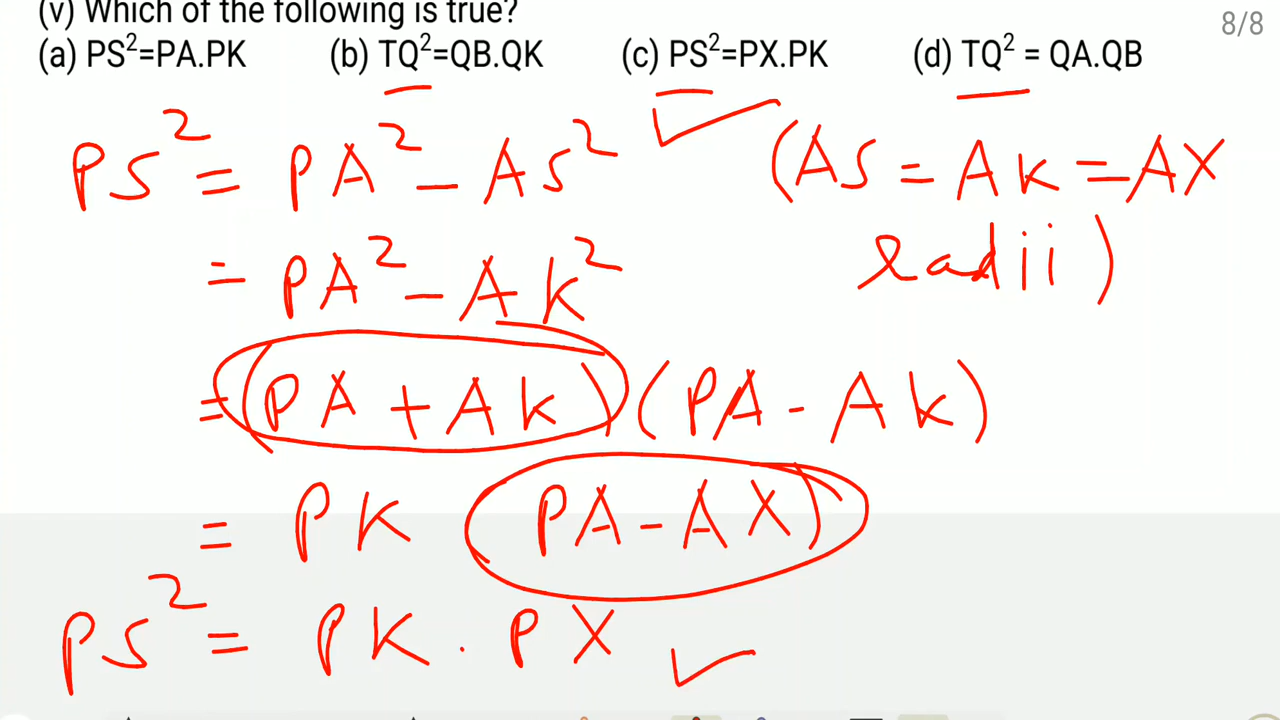 (v) Which of the following is true?
8/8
(a) PS²=PA.PK (b) TQ²=QB.QK (c) PS²=PX.PK (d) TQ² = QA.QB
PS² = PA² - AS² (AS = AK = AX
= PA² - AK² radii)
= (PA + AK) (PA - AK)
= PK PA - AX)
PS² = PK . PX